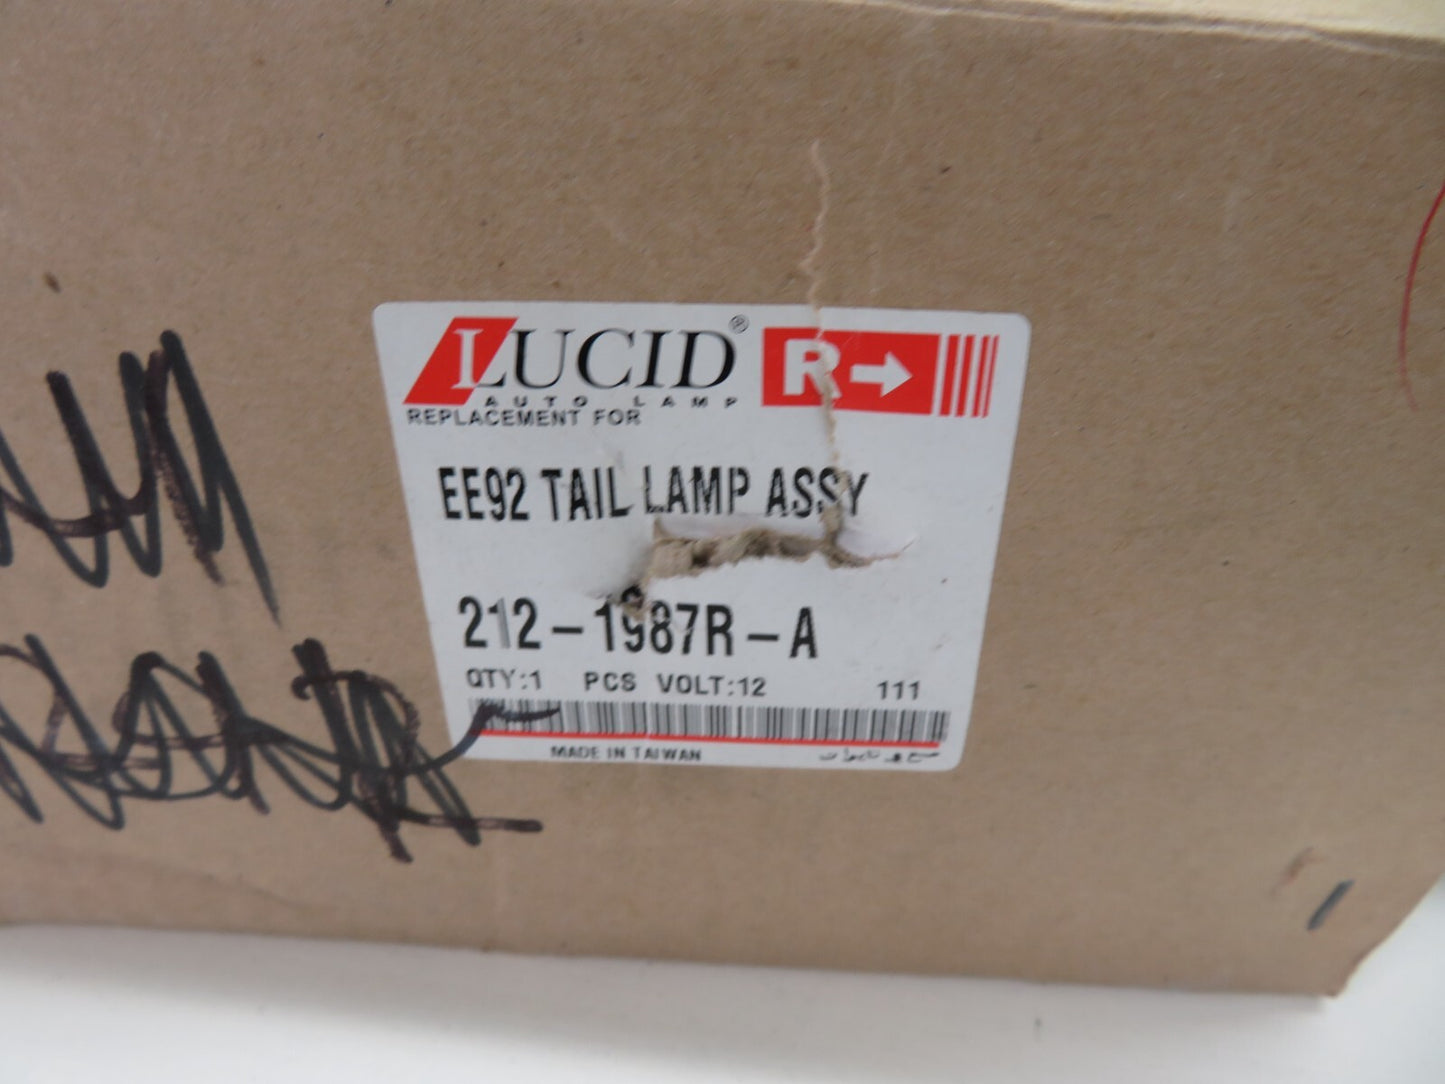 LUCID® R→
AUTO LAMP
REPLACEMENT FOR
EE92 TAIL LAMP ASSY
212-1987R-A
QTY:1 PCS VOLT:12 111
MADE IN TAIWAN